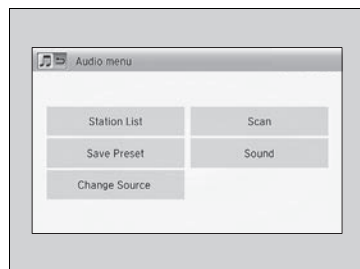 Audio menu
Station List
Scan
Save Preset
Sound
Change Source